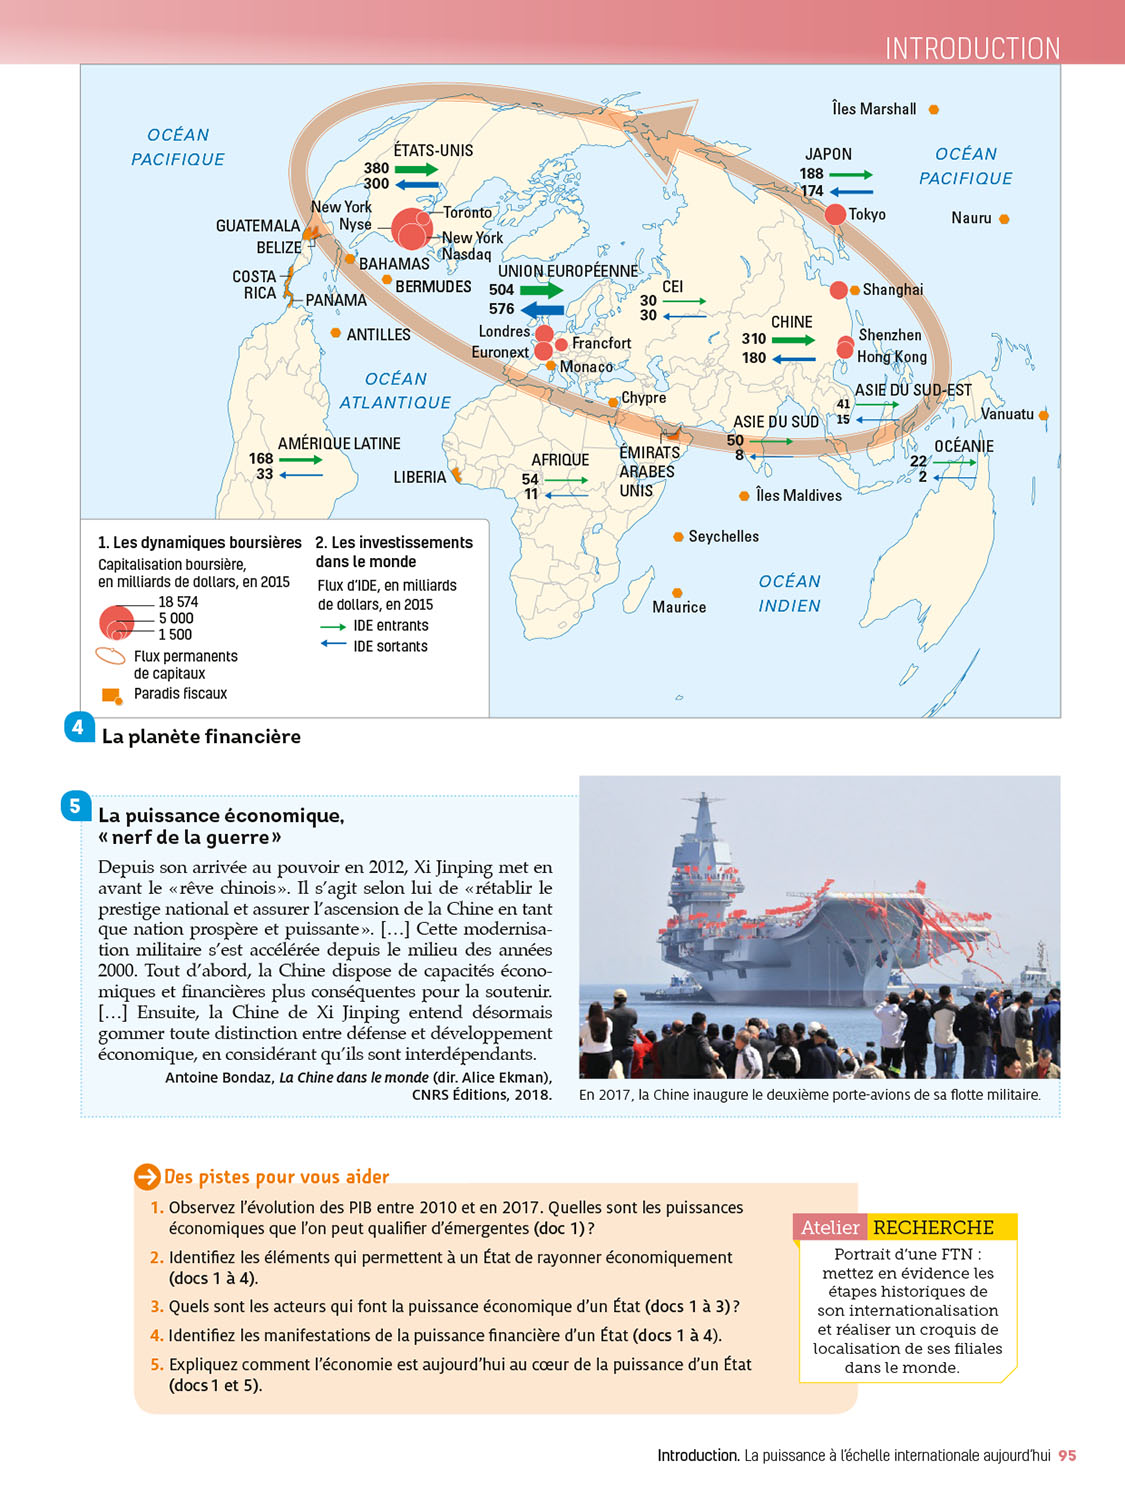 INTRODUCTION
OCÉAN
PACIFIQUE
ÉTATS-UNIS
380
300
New York
Nyse
Toronto
New York
Nasdaq
GUATEMALA
BELIZE
COSTA
RICA
PANAMA
BAHAMAS
BERMUDES
ANTILLES
OCÉAN
ATLANTIQUE
UNION EUROPÉENNE
504
576
Londres
Euronext
Francfort
Monaco
CEI
30
30
Îles Marshall
JAPON
188
174
Tokyo
OCÉAN
PACIFIQUE
Nauru
Shanghai
CHINE
310
180
Shenzhen
Hong Kong
Chypre
ASIE DU SUD-EST
41
15
Vanuatu
ASIE DU SUD
50
8
OCÉANIE
22
2
AMÉRIQUE LATINE
168
33
LIBERIA
AFRIQUE
54
11
ÉMIRATS
ARABES
UNIS
Îles Maldives
Seychelles
Maurice
OCÉAN
INDIEN
1. Les dynamiques boursières
Capitalisation boursière,
en milliards de dollars, en 2015
18 574
5 000
1 500
Flux permanents
de capitaux
Paradis fiscaux
2. Les investissements
dans le monde
Flux d'IDE, en milliards
de dollars, en 2015
IDE entrants
IDE sortants
4
La planète financière
5
La puissance économique,
« nerf de la guerre »
Depuis son arrivée au pouvoir en 2012, Xi Jinping met en
avant le « rêve chinois ». Il s'agit selon lui de « rétablir le
prestige national et assurer l'ascension de la Chine en tant
que nation prospère et puissante ». [...] Cette modernisa-
tion militaire s'est accélérée depuis le milieu des années
2000. Tout d'abord, la Chine dispose de capacités écono-
miques et financières plus conséquentes pour la soutenir.
[...] Ensuite, la Chine de Xi Jinping entend désormais
gommer toute distinction entre défense et développement
économique, en considérant qu'ils sont interdépendants.
Antoine Bondaz, La Chine dans le monde (dir. Alice Ekman),
CNRS Éditions, 2018.
En 2017, la Chine inaugure le deuxième porte-avions de sa flotte militaire.
Des pistes pour vous aider
1. Observez l'évolution des PIB entre 2010 et en 2017. Quelles sont les puissances
économiques que l'on peut qualifier d'émergentes (doc 1) ?
2. Identifiez les éléments qui permettent à un État de rayonner économiquement
(docs 1 à 4).
3. Quels sont les acteurs qui font la puissance économique d'un État (docs 1 à 3) ?
4. Identifiez les manifestations de la puissance financière d'un État (docs 1 à 4).
5. Expliquez comment l'économie est aujourd'hui au cœur de la puissance d'un État
(docs 1 et 5).
Atelier RECHERCHE
Portrait d'une FTN :
mettez en évidence les
étapes historiques de
son internationalisation
et réaliser un croquis de
localisation de ses filiales
dans le monde.
Introduction. La puissance à l'échelle internationale aujourd'hui 95